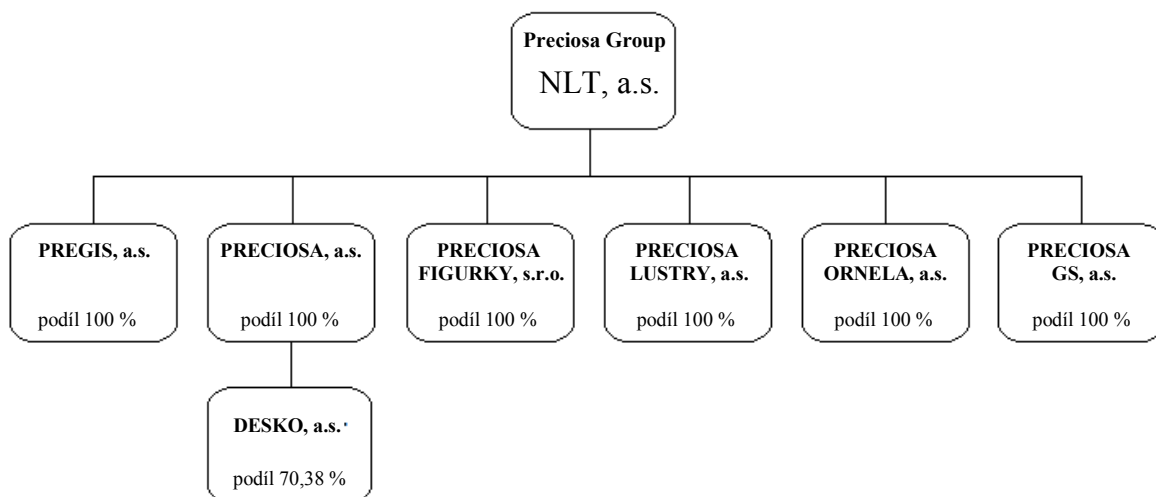 Preciosa Group
NLT, a.s.
PREGIS, a.s.
podíl 100 %
PRECIOSA, a.s.
podíl 100 %
PRECIOSA
FIGURKY, s.r.o.
podíl 100 %
PRECIOSA
LUSTRY, a.s.
podíl 100 %
PRECIOSA
ORNELA, a.s.
podíl 100 %
PRECIOSA
GS, a.s.
podíl 100 %
DESKO, a.s.
podíl 70,38 %